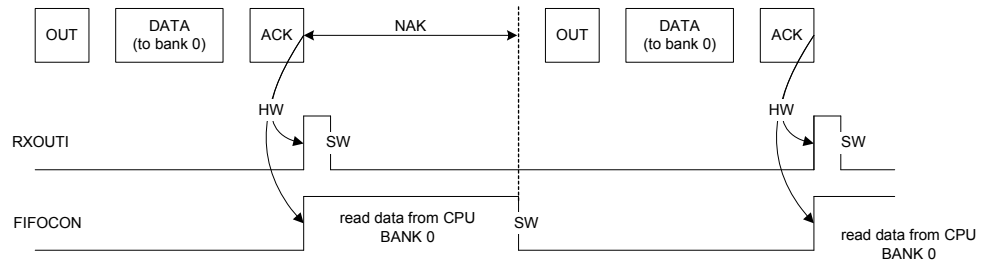 OUT
DATA
(to bank 0)
ACK
NAK
OUT
DATA
(to bank 0)
ACK
HW
HW
RXOUTI
SW
SW
FIFOCON
read data from CPU
BANK 0
SW
read data from CPU
BANK 0